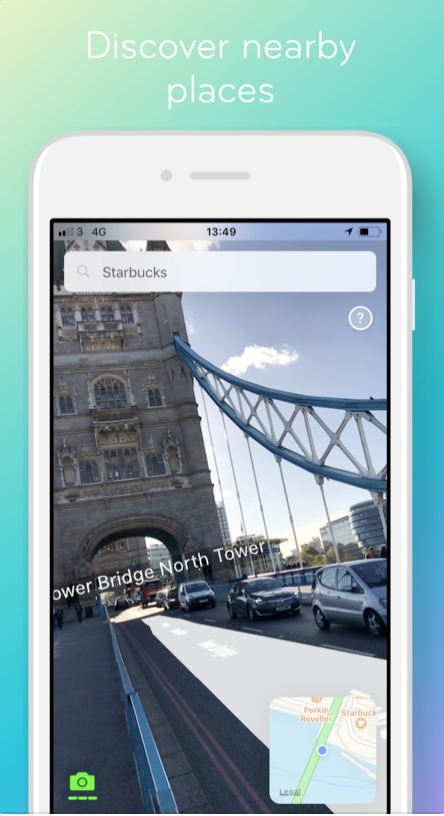 Discover nearby
places
3 4G 13:49
Starbucks
?
ower Bridge North Tower
Perkin
Reveller
Starbuck
Legal